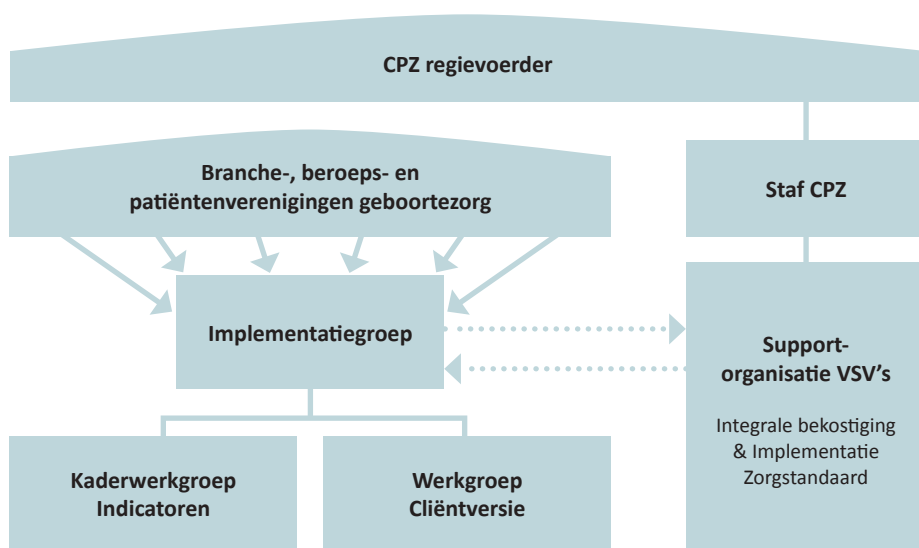 CPZ regievoerder
Branche-, beroeps- en
patiëntenverenigingen geboortezorg
Staf CPZ
Implementatiegroep
Support-
organisatie VSV’s
Integrale bekostiging
& Implementatie
Zorgstandaard
Kaderwerkgroep
Indicatoren
Werkgroep
Cliëntversie